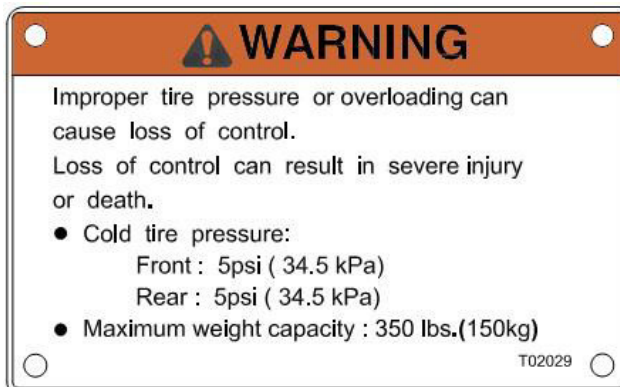 WARNING
Improper tire pressure or overloading can
cause loss of control.
Loss of control can result in severe injury
or death.
● Cold tire pressure:
Front : 5psi ( 34.5 kPa)
Rear : 5psi ( 34.5 kPa)
● Maximum weight capacity : 350 lbs.(150kg)
T02029